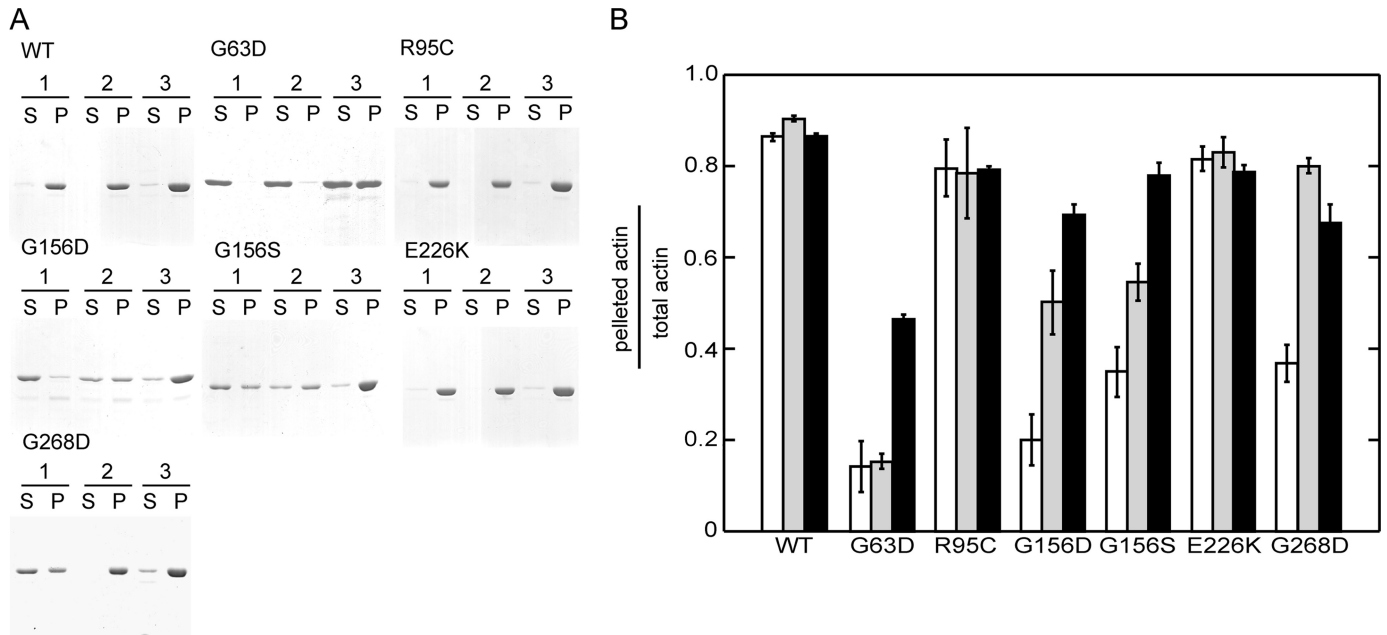 A
WT G63D R95C
1 2 3 1 2 3 1 2 3
S P S P S P S P S P S P S P S P S P
G156D G156S E226K
1 2 3 1 2 3 1 2 3
S P S P S P S P S P S P S P S P S P
G268D
1 2 3
S P S P S P
B
1.0
0.8
0.6
0.4
0.2
0
pelleted actin
total actin
WT G63D R95C G156D G156S E226K G268D